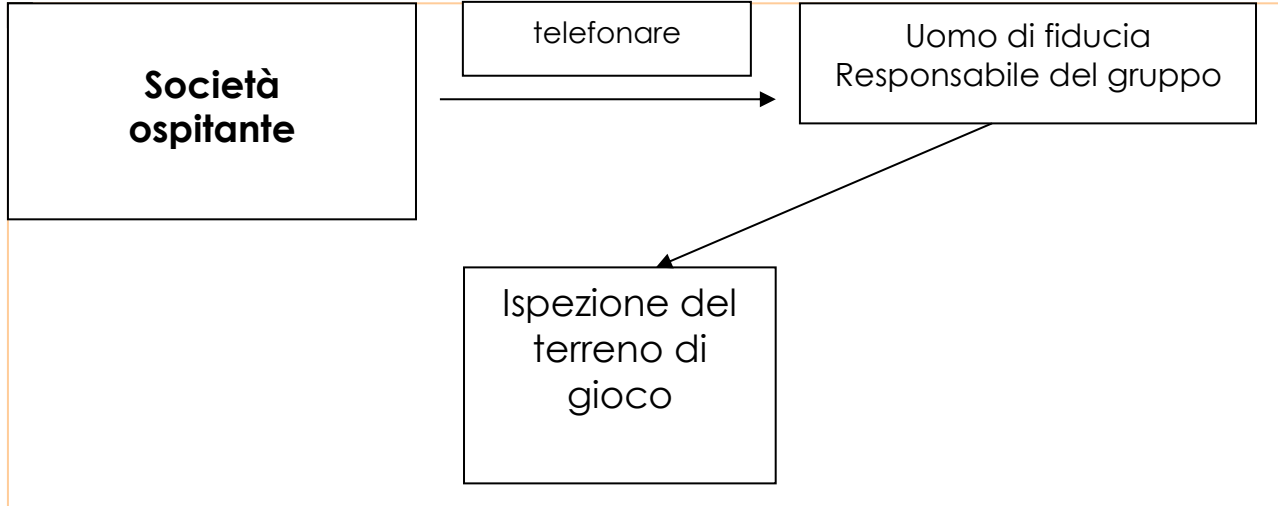 Società
ospitante
telefonare
Uomo di fiducia
Responsabile del gruppo
Ispezione del
terreno di
gioco